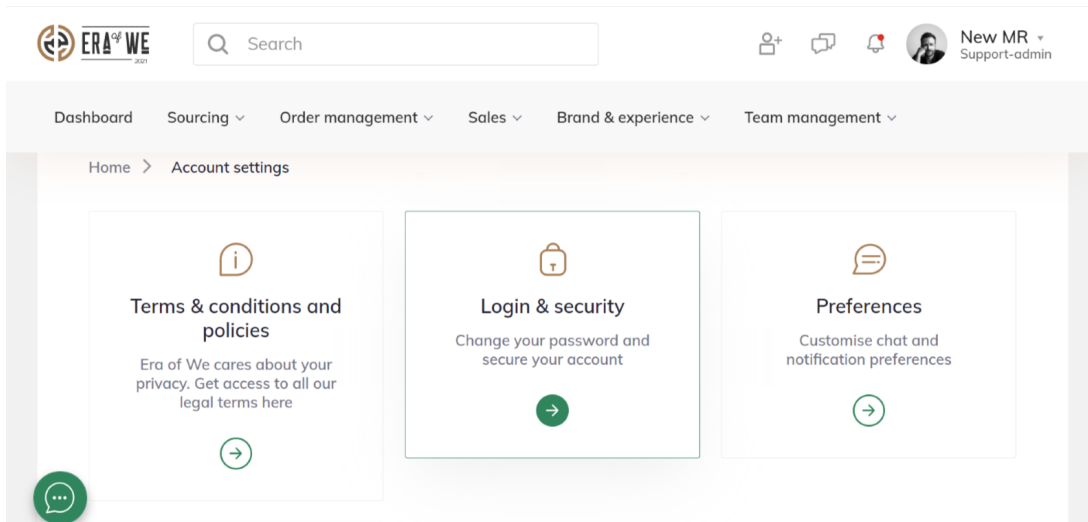 ERA of WE
2021
Search
New MR
Support-admin
Dashboard Sourcing Order management Sales Brand & experience Team management
Home Account settings
Terms & conditions and
policies
Era of We cares about your
privacy. Get access to all our
legal terms here
Login & security
Change your password and
secure your account
Preferences
Customise chat and
notification preferences